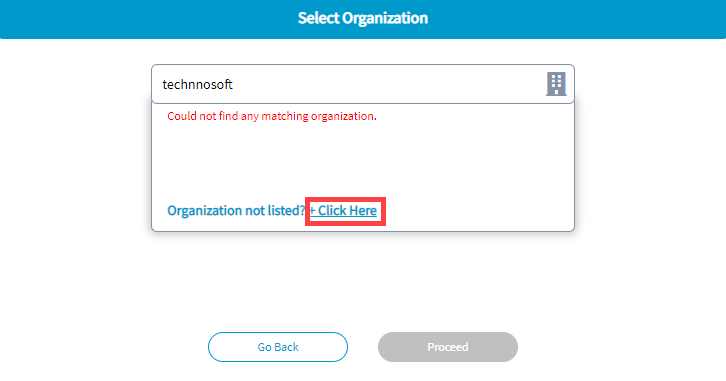 Select Organization
technnosoft
Could not find any matching organization.
Organization not listed? + Click Here
Go Back
Proceed